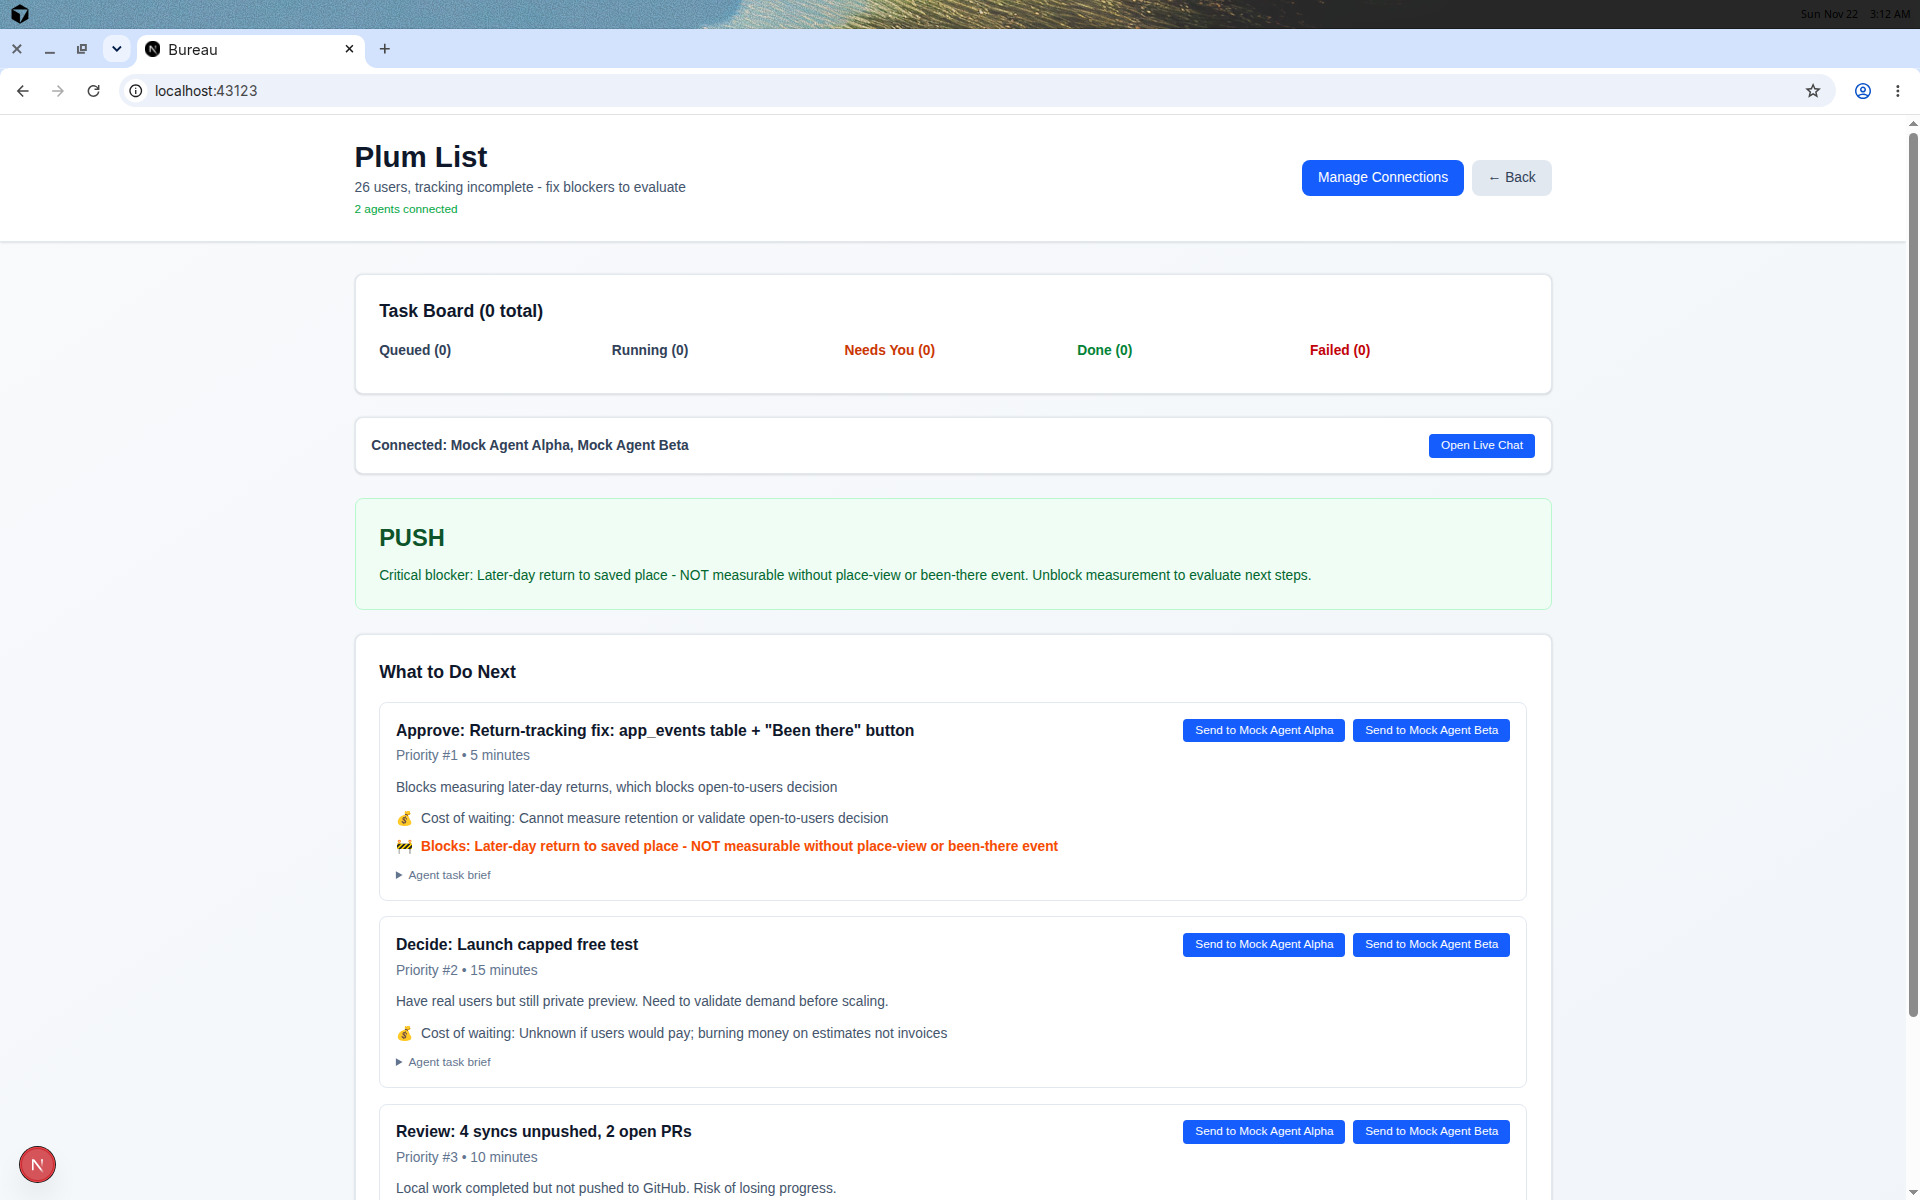 Sun Nov 22 3:12 AM
Bureau
localhost:43123
Plum List
26 users, tracking incomplete - fix blockers to evaluate
2 agents connected
Manage Connections
← Back
Task Board (0 total)
Queued (0)
Running (0)
Needs You (0)
Done (0)
Failed (0)
Connected: Mock Agent Alpha, Mock Agent Beta
Open Live Chat
PUSH
Critical blocker: Later-day return to saved place - NOT measurable without place-view or been-there event. Unblock measurement to evaluate next steps.
What to Do Next
Approve: Return-tracking fix: app_events table + "Been there" button
Send to Mock Agent Alpha
Send to Mock Agent Beta
Priority #1 • 5 minutes
Blocks measuring later-day returns, which blocks open-to-users decision
💰 Cost of waiting: Cannot measure retention or validate open-to-users decision
🚧 Blocks: Later-day return to saved place - NOT measurable without place-view or been-there event
▶ Agent task brief
Decide: Launch capped free test
Send to Mock Agent Alpha
Send to Mock Agent Beta
Priority #2 • 15 minutes
Have real users but still private preview. Need to validate demand before scaling.
💰 Cost of waiting: Unknown if users would pay; burning money on estimates not invoices
▶ Agent task brief
Review: 4 syncs unpushed, 2 open PRs
Send to Mock Agent Alpha
Send to Mock Agent Beta
Priority #3 • 10 minutes
Local work completed but not pushed to GitHub. Risk of losing progress.
N